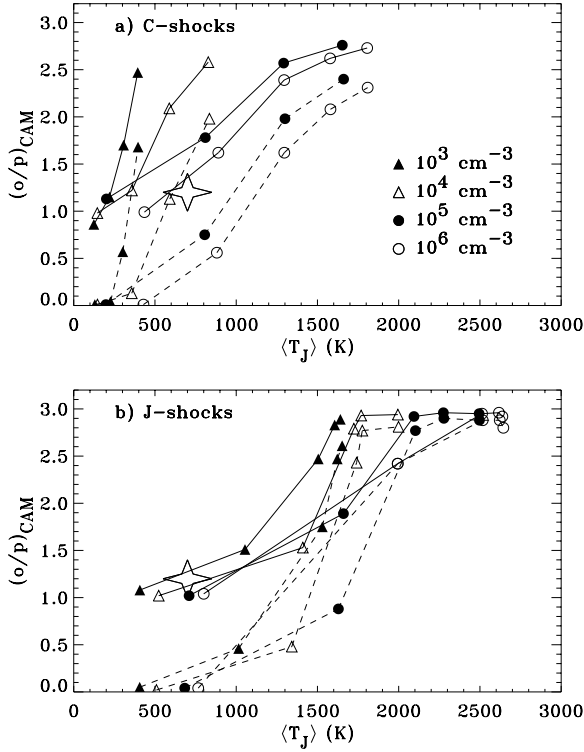 3.0
2.5
2.0
1.5
1.0
0.5
0.0
(o/p)CAM
a) C-shocks
10³ cm⁻³
10⁴ cm⁻³
10⁵ cm⁻³
10⁶ cm⁻³
0 500 1000 1500 2000 2500 3000
⟨TJ⟩ (K)
3.0
2.5
2.0
1.5
1.0
0.5
0.0
(o/p)CAM
b) J-shocks
0 500 1000 1500 2000 2500 3000
⟨TJ⟩ (K)